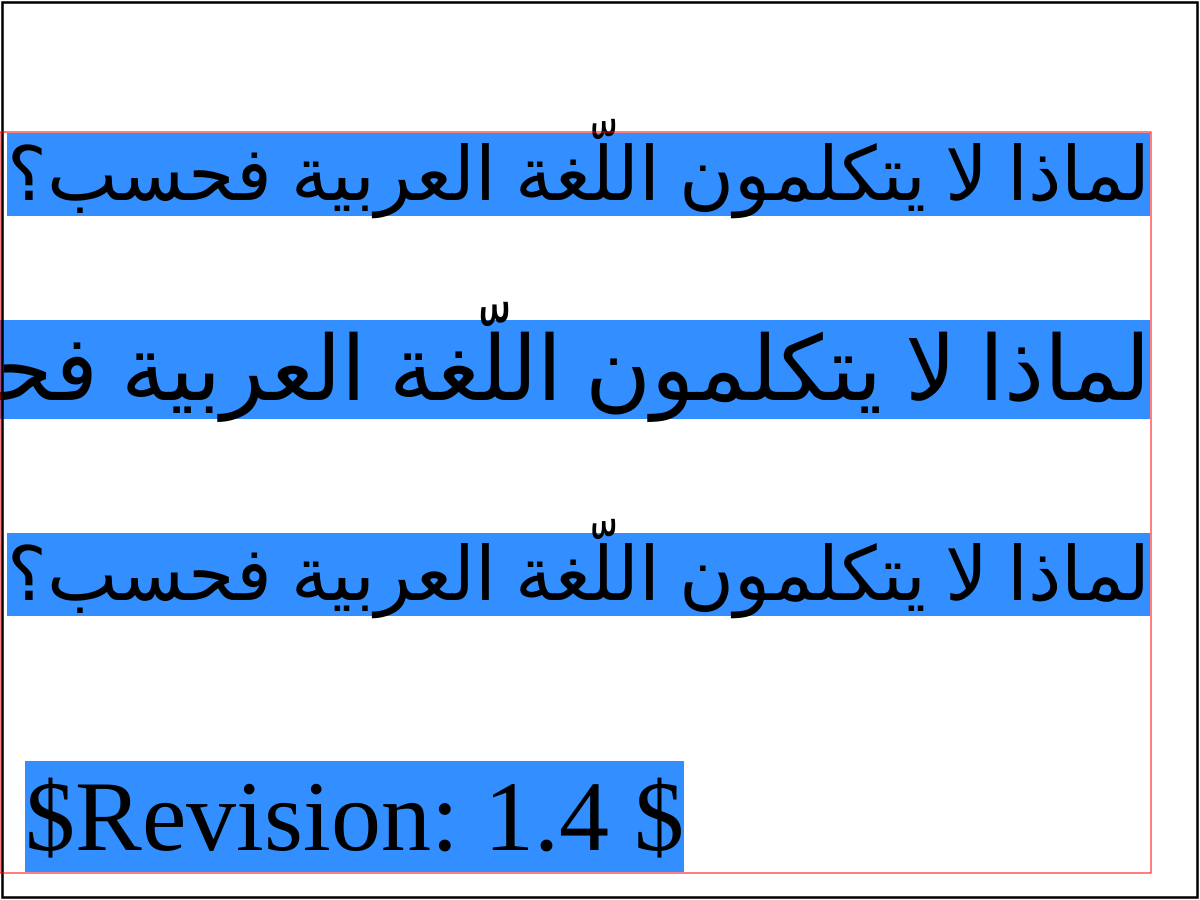 لماذا لا يتكلمون اللّغة العربية فحسب؟
لماذا لا يتكلمون اللّغة العربية
لماذا لا يتكلمون اللّغة العربية فحسب؟
$Revision: 1.4 $